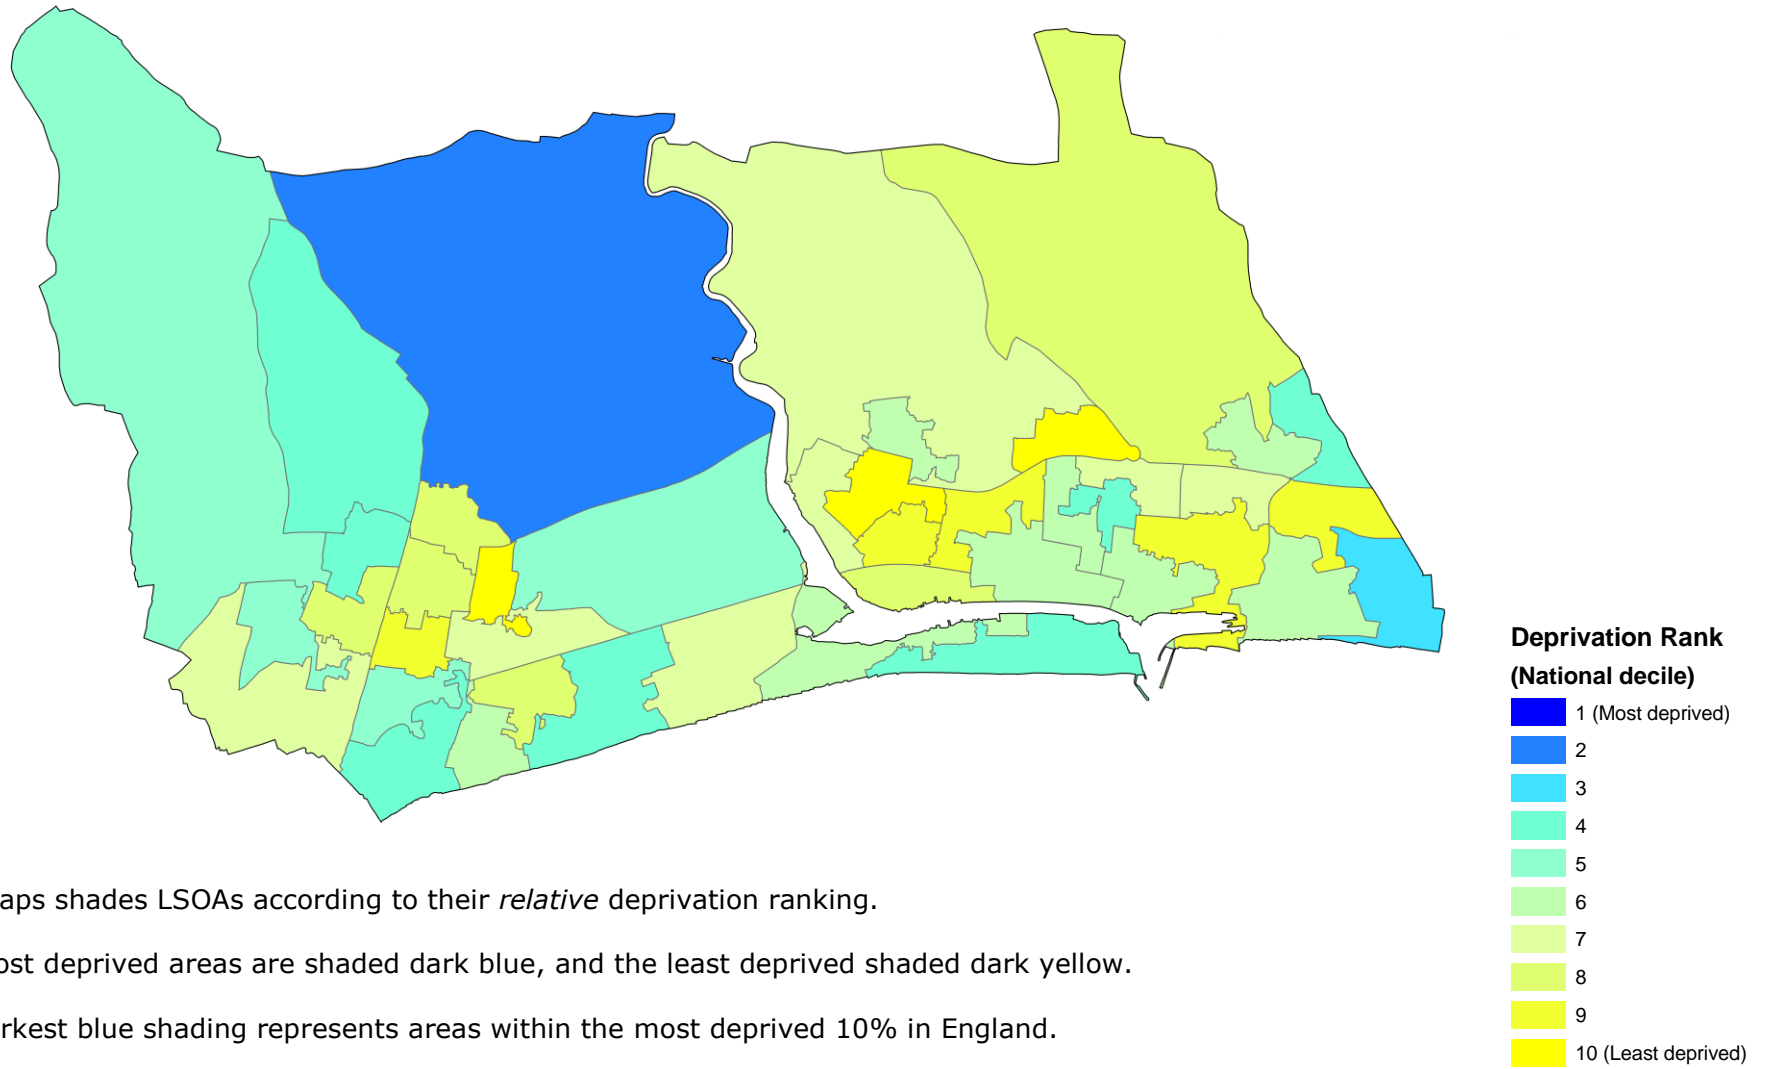 Deprivation Rank
(National decile)
1 (Most deprived)
2
3
4
5
6
7
8
9
10 (Least deprived)
aps shades LSOAs according to their relative deprivation ranking.
ost deprived areas are shaded dark blue, and the least deprived shaded dark yellow.
rkest blue shading represents areas within the most deprived 10% in England.